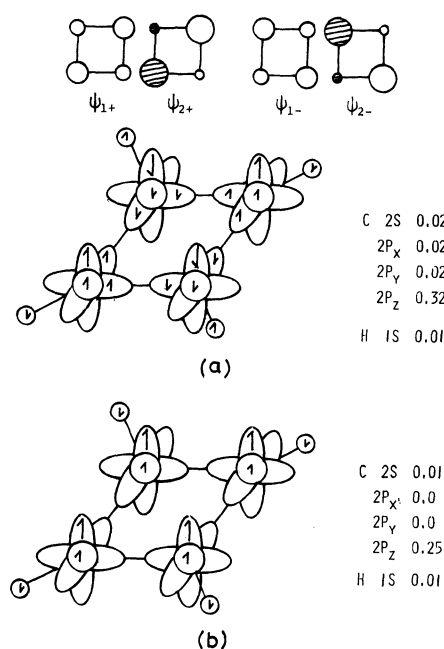 ψ1+ ψ2+ ψ1- ψ2-
C 2S 0.02
2PX 0.02
2PY 0.02
2PZ 0.32
H 1S 0.01
(a)
C 2S 0.01
2PX 0.0
2PY 0.0
2PZ 0.25
H 1S 0.01
(b)